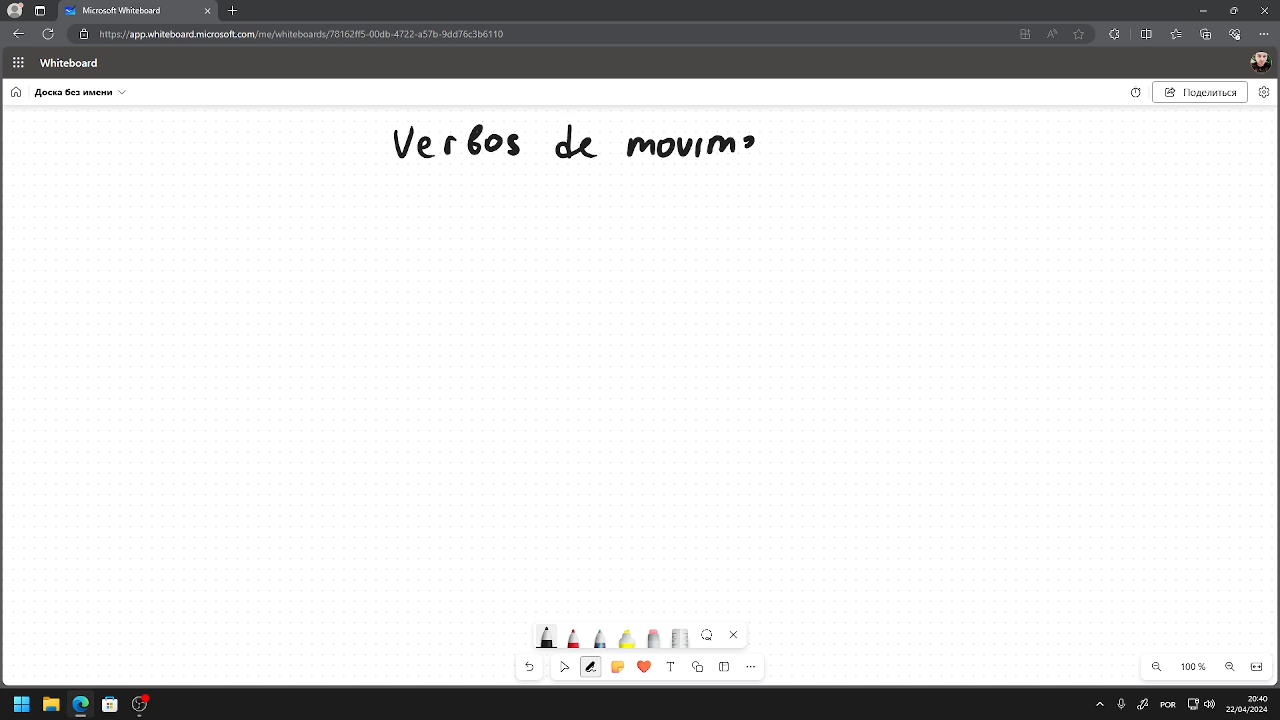 Microsoft Whiteboard
https://app.whiteboard.microsoft.com/me/whiteboards/78162ff5-00db-4722-a57b-9dd76c3b6110
Whiteboard
Доска без имени
Поделиться
Verbos de movim
100 %
POR
20:40
22/04/2024